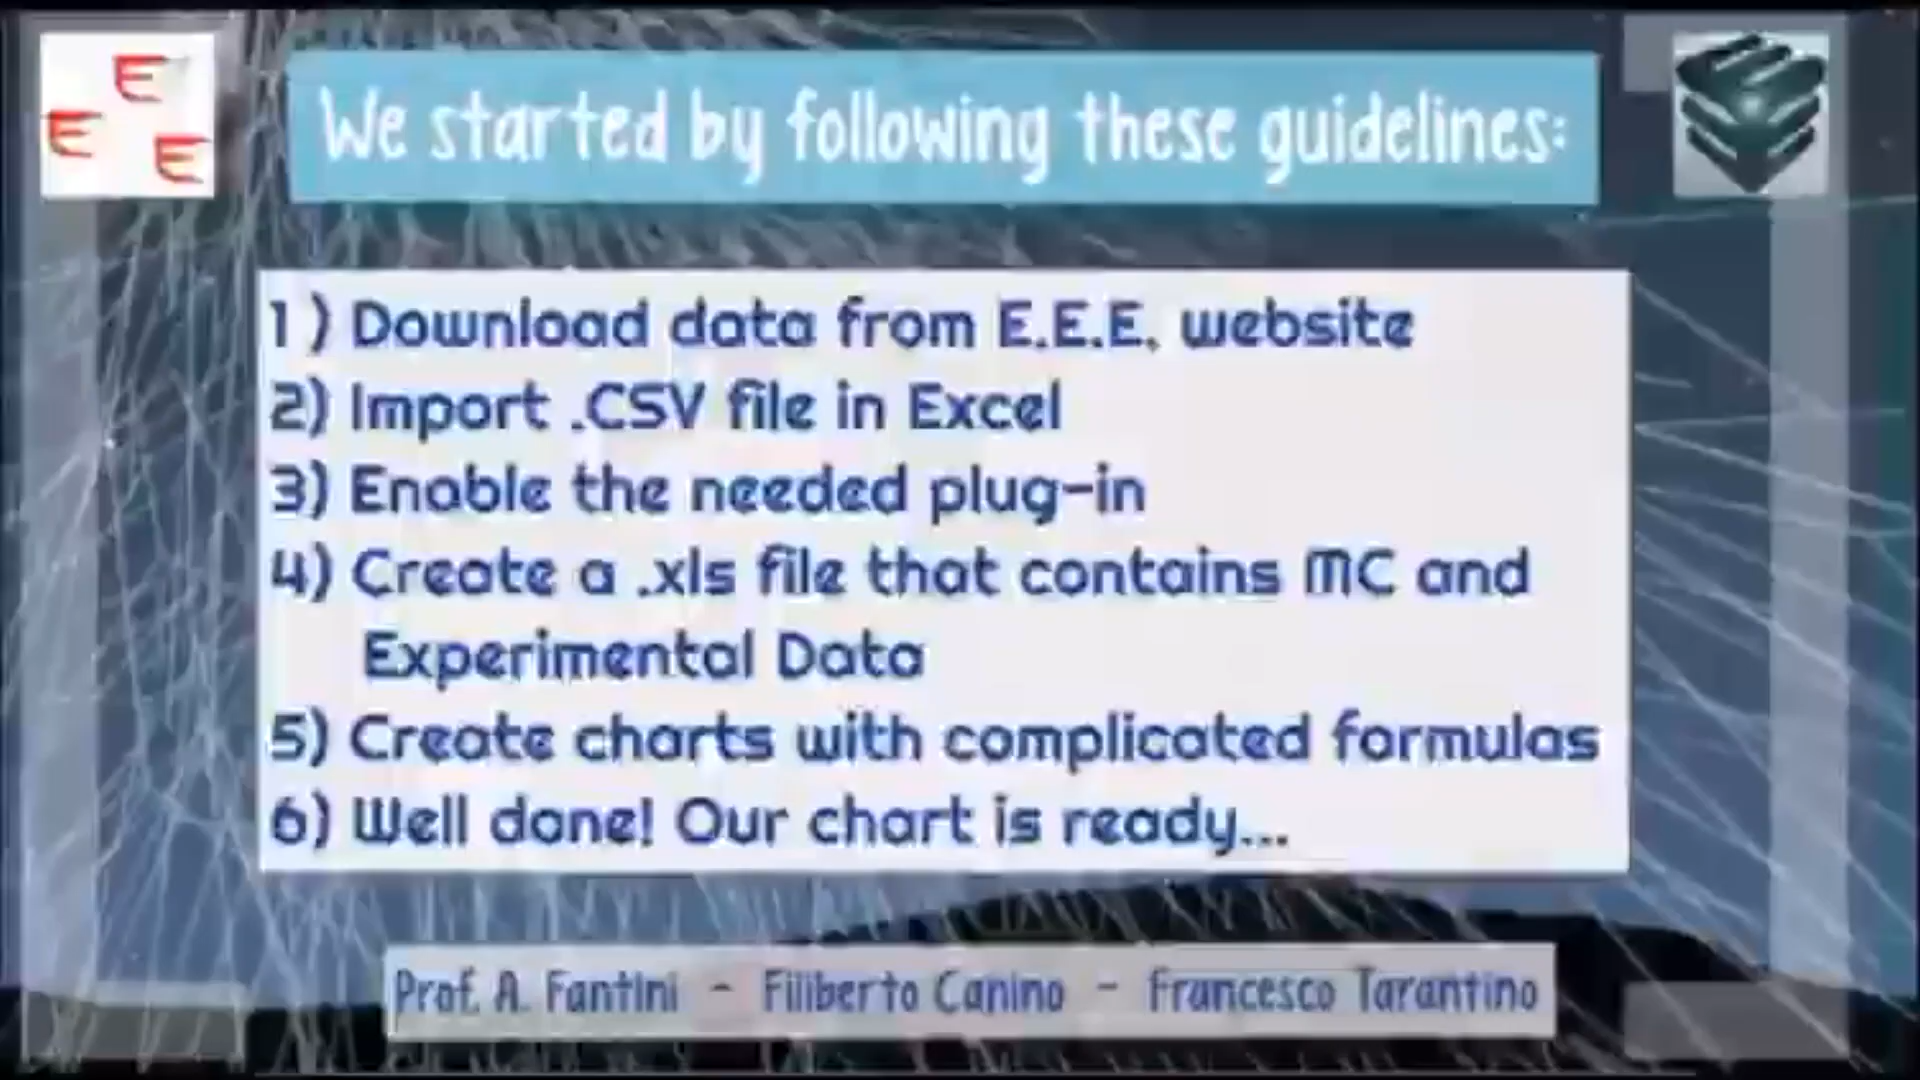 E
E
E
We started by following these guidelines:
1) Download data from E.E.E. website
2) Import .CSV file in Excel
3) Enable the needed plug-in
4) Create a .xls file that contains MC and
Experimental Data
5) Create charts with complicated formulas
6) Well done! Our chart is ready...
Prof. A. Fantini - Filiberto Canino - Francesco Tarantino